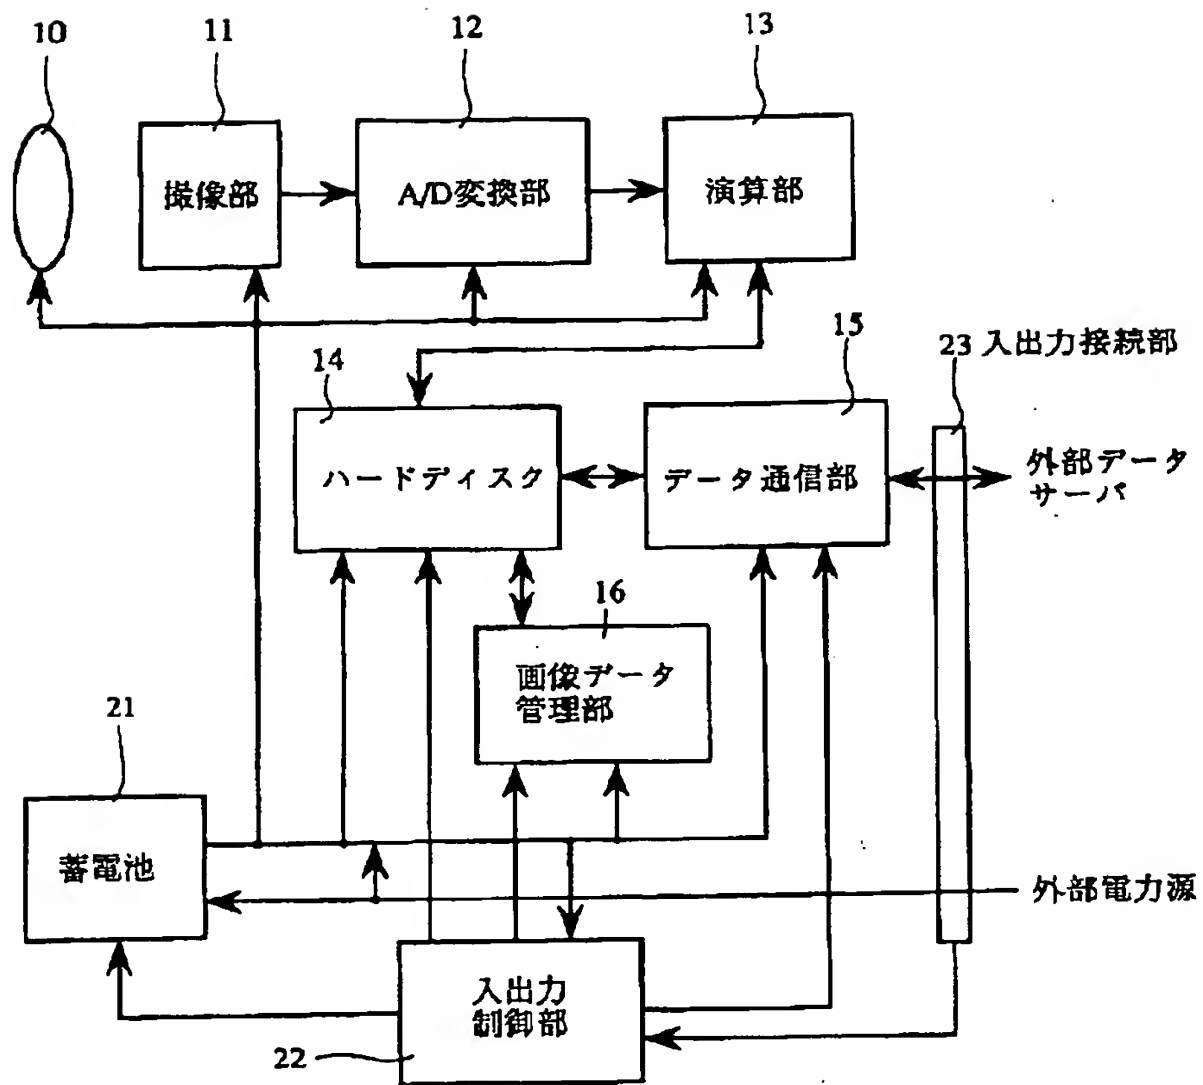 10
11
12
13
撮像部
A/D変換部
演算部
14
15
23 入出力接続部
ハードディスク
データ通信部
外部データ
サーバ
16
画像データ
管理部
21
蓄電池
外部電力源
入出力
制御部
22